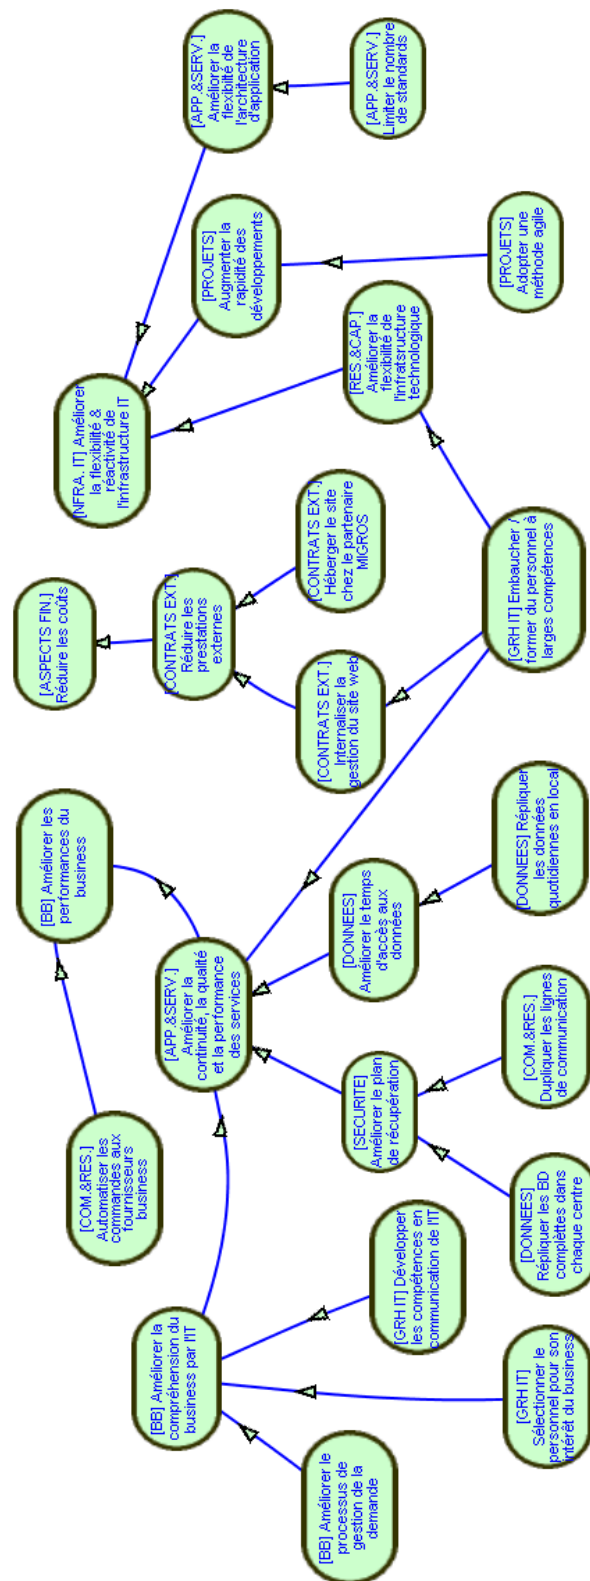 [BB] Améliorer les
performances du
business
[ASPECTS FIN.]
Réduire les coûts
[COM.&RES.]
Automatiser les
commandes aux
fournisseurs
business
[NFRA. IT] Améliorer
la flexibilité &
réactivité de
l'infrastructure IT
[APP.&SERV.]
Améliorer la
flexibilté de
l'architecture
d'application
[BB] Améliorer la
compréhension du
business par l'IT
[APP.&SERV.]
Améliorer la
continuité, la qualité
et la performance
des services
[CONTRATS EXT.]
Réduire les
prestations
externes
[PROJETS]
Augmenter la
rapidité des
développements
[BB] Améliorer le
processus de
gestion de la
demande
[GRH IT] Développer
les compétences en
communication de l'IT
[SECURITE]
Améliorer le plan
de récupération
[DONNEES]
Améliorer le temps
d'accès aux
données
[CONTRATS EXT.]
Internaliser la
gestion du site web
[CONTRATS EXT.]
Héberger le site
chez le partenaire
MIGROS
[RES.&CAP.]
Améliorer la
flexibilité de
l'infratsructure
technologique
[APP.&SERV.]
Limiter le nombre
de standards
[GRH IT]
Sélectionner le
personnel pour son
intérêt du business
[DONNEES]
Répliquer les BD
complèttes dans
chaque centre
[COM.&RES.]
Dupliquer les lignes
de communication
[DONNEES] Répliquer
les données
quotidiennes en local
[GRH IT] Embaucher /
former du personnel à
larges compétences
[PROJETS]
Adopter une
méthode agile